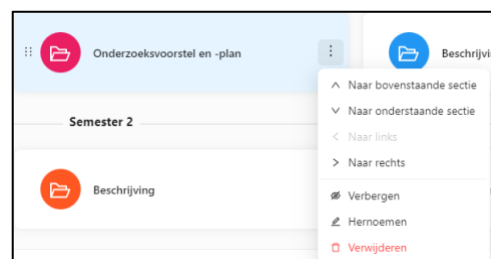 Onderzoeksvoorstel en -plan
Beschrijvi
Naar bovenstaande sectie
Naar onderstaande sectie
Naar links
Naar rechts
Verbergen
Hernoemen
Verwijderen
Semester 2
Beschrijving